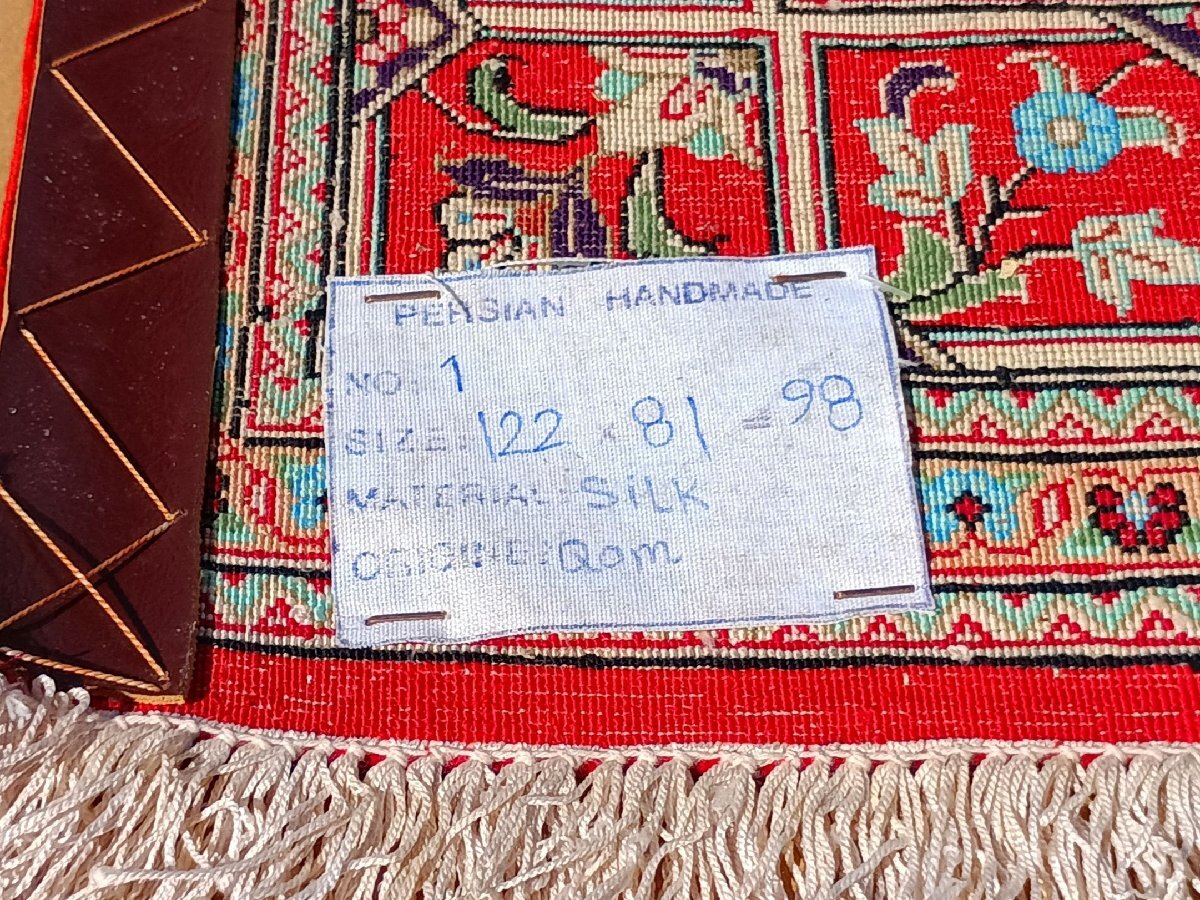 PERSIAN HANDMADE
NO: 1
SIZE: 122 × 81 = 98
MATERIAL: SiLK
ORIGINE: Qom